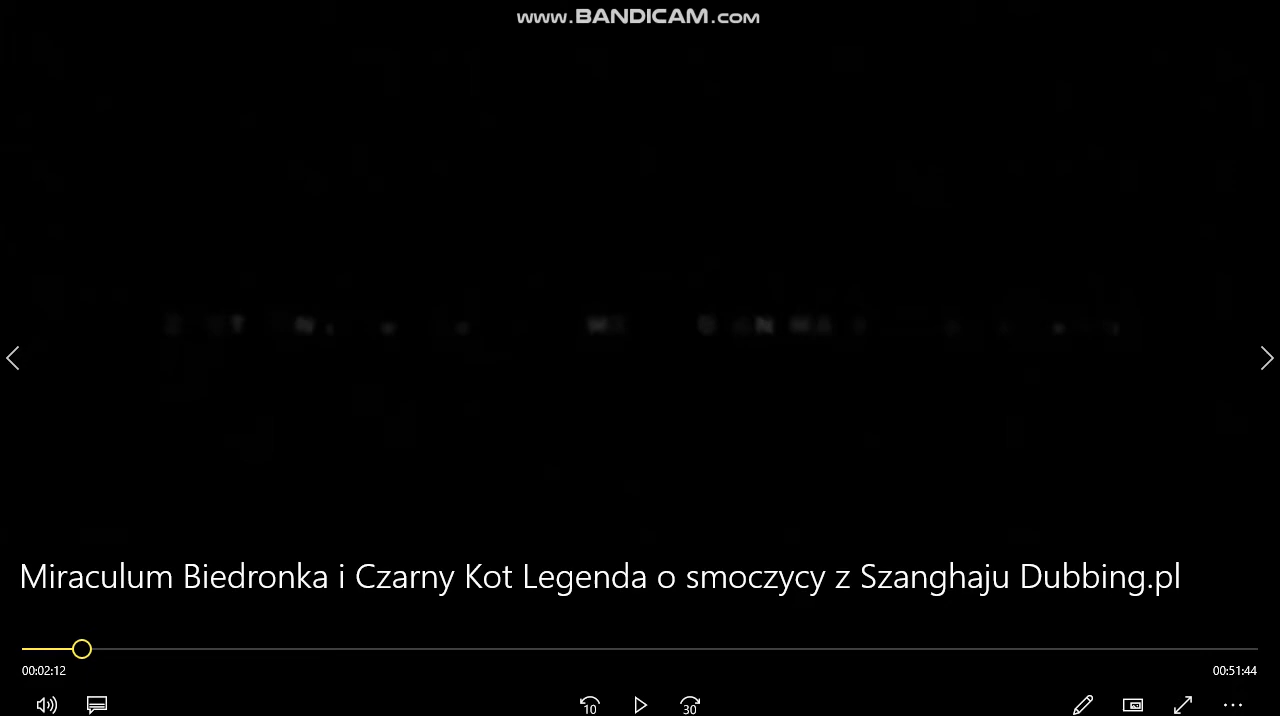 www.BANDICAM.com
Miraculum Biedronka i Czarny Kot Legenda o smoczycy z Szanghaju Dubbing.pl
00:02:12
00:51:44
10
30